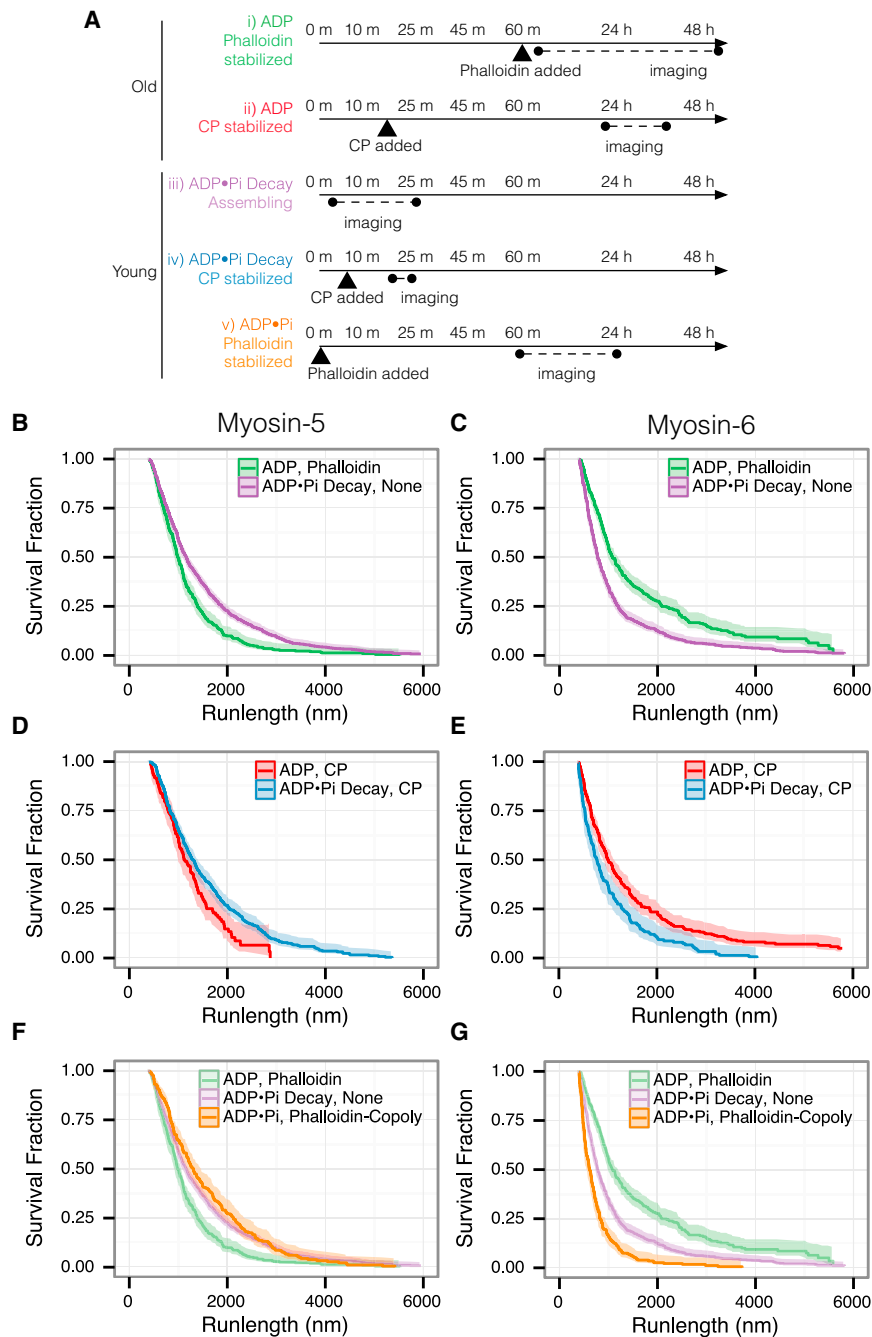 A
Old
i) ADP
Phalloidin
stabilized
0 m 10 m 25 m 45 m 60 m 24 h 48 h
Phalloidin added imaging
ii) ADP
CP stabilized
0 m 10 m 25 m 45 m 60 m 24 h 48 h
CP added imaging
Young
iii) ADP•Pi Decay
Assembling
0 m 10 m 25 m 45 m 60 m 24 h 48 h
imaging
iv) ADP•Pi Decay
CP stabilized
0 m 10 m 25 m 45 m 60 m 24 h 48 h
CP added imaging
v) ADP•Pi
Phalloidin
stabilized
0 m 10 m 25 m 45 m 60 m 24 h 48 h
Phalloidin added imaging
B Myosin-5
ADP, Phalloidin
ADP•Pi Decay, None
Survival Fraction
1.00
0.75
0.50
0.25
0.00
0 2000 4000 6000
Runlength (nm)
C Myosin-6
ADP, Phalloidin
ADP•Pi Decay, None
Survival Fraction
1.00
0.75
0.50
0.25
0.00
0 2000 4000 6000
Runlength (nm)
D
ADP, CP
ADP•Pi Decay, CP
Survival Fraction
1.00
0.75
0.50
0.25
0.00
0 2000 4000 6000
Runlength (nm)
E
ADP, CP
ADP•Pi Decay, CP
Survival Fraction
1.00
0.75
0.50
0.25
0.00
0 2000 4000 6000
Runlength (nm)
F
ADP, Phalloidin
ADP•Pi Decay, None
ADP•Pi, Phalloidin-Copoly
Survival Fraction
1.00
0.75
0.50
0.25
0.00
0 2000 4000 6000
Runlength (nm)
G
ADP, Phalloidin
ADP•Pi Decay, None
ADP•Pi, Phalloidin-Copoly
Survival Fraction
1.00
0.75
0.50
0.25
0.00
0 2000 4000 6000
Runlength (nm)